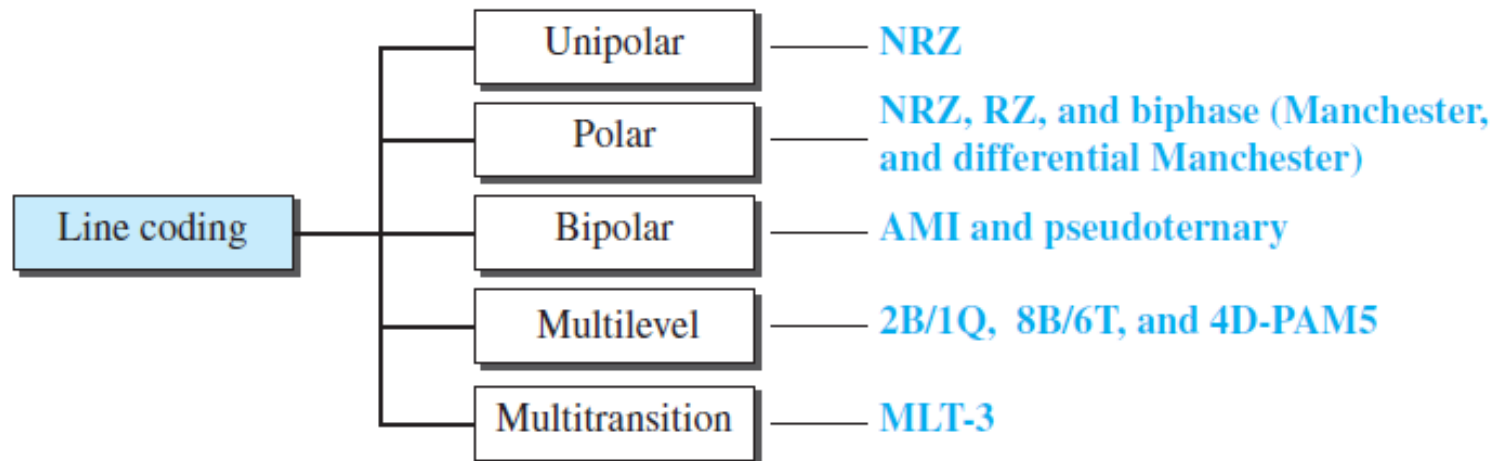 Line coding
Unipolar
NRZ
Polar
NRZ, RZ, and biphase (Manchester,
and differential Manchester)
Bipolar
AMI and pseudoternary
Multilevel
2B/1Q, 8B/6T, and 4D-PAM5
Multitransition
MLT-3